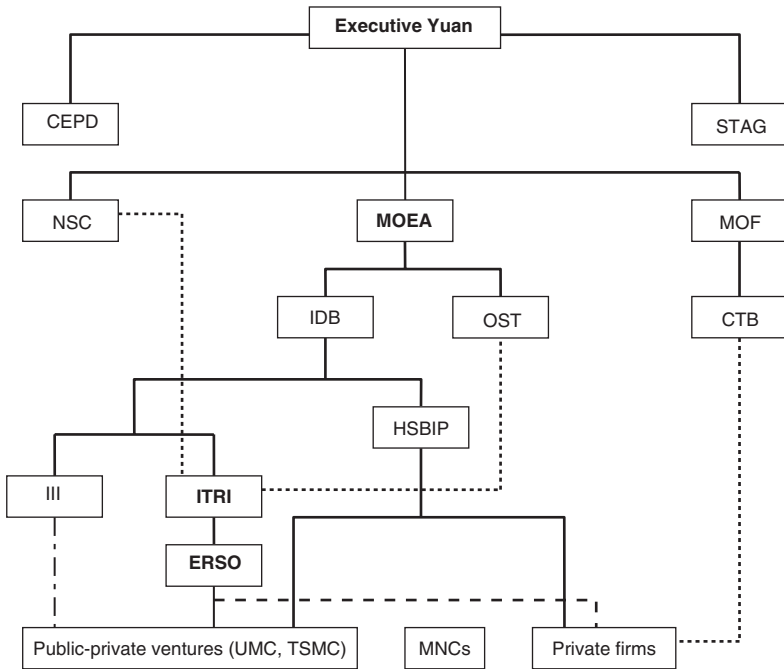 Executive Yuan
CEPD
STAG
NSC
MOEA
MOF
IDB
OST
CTB
HSBIP
III
ITRI
ERSO
Public-private ventures (UMC, TSMC)
MNCs
Private firms